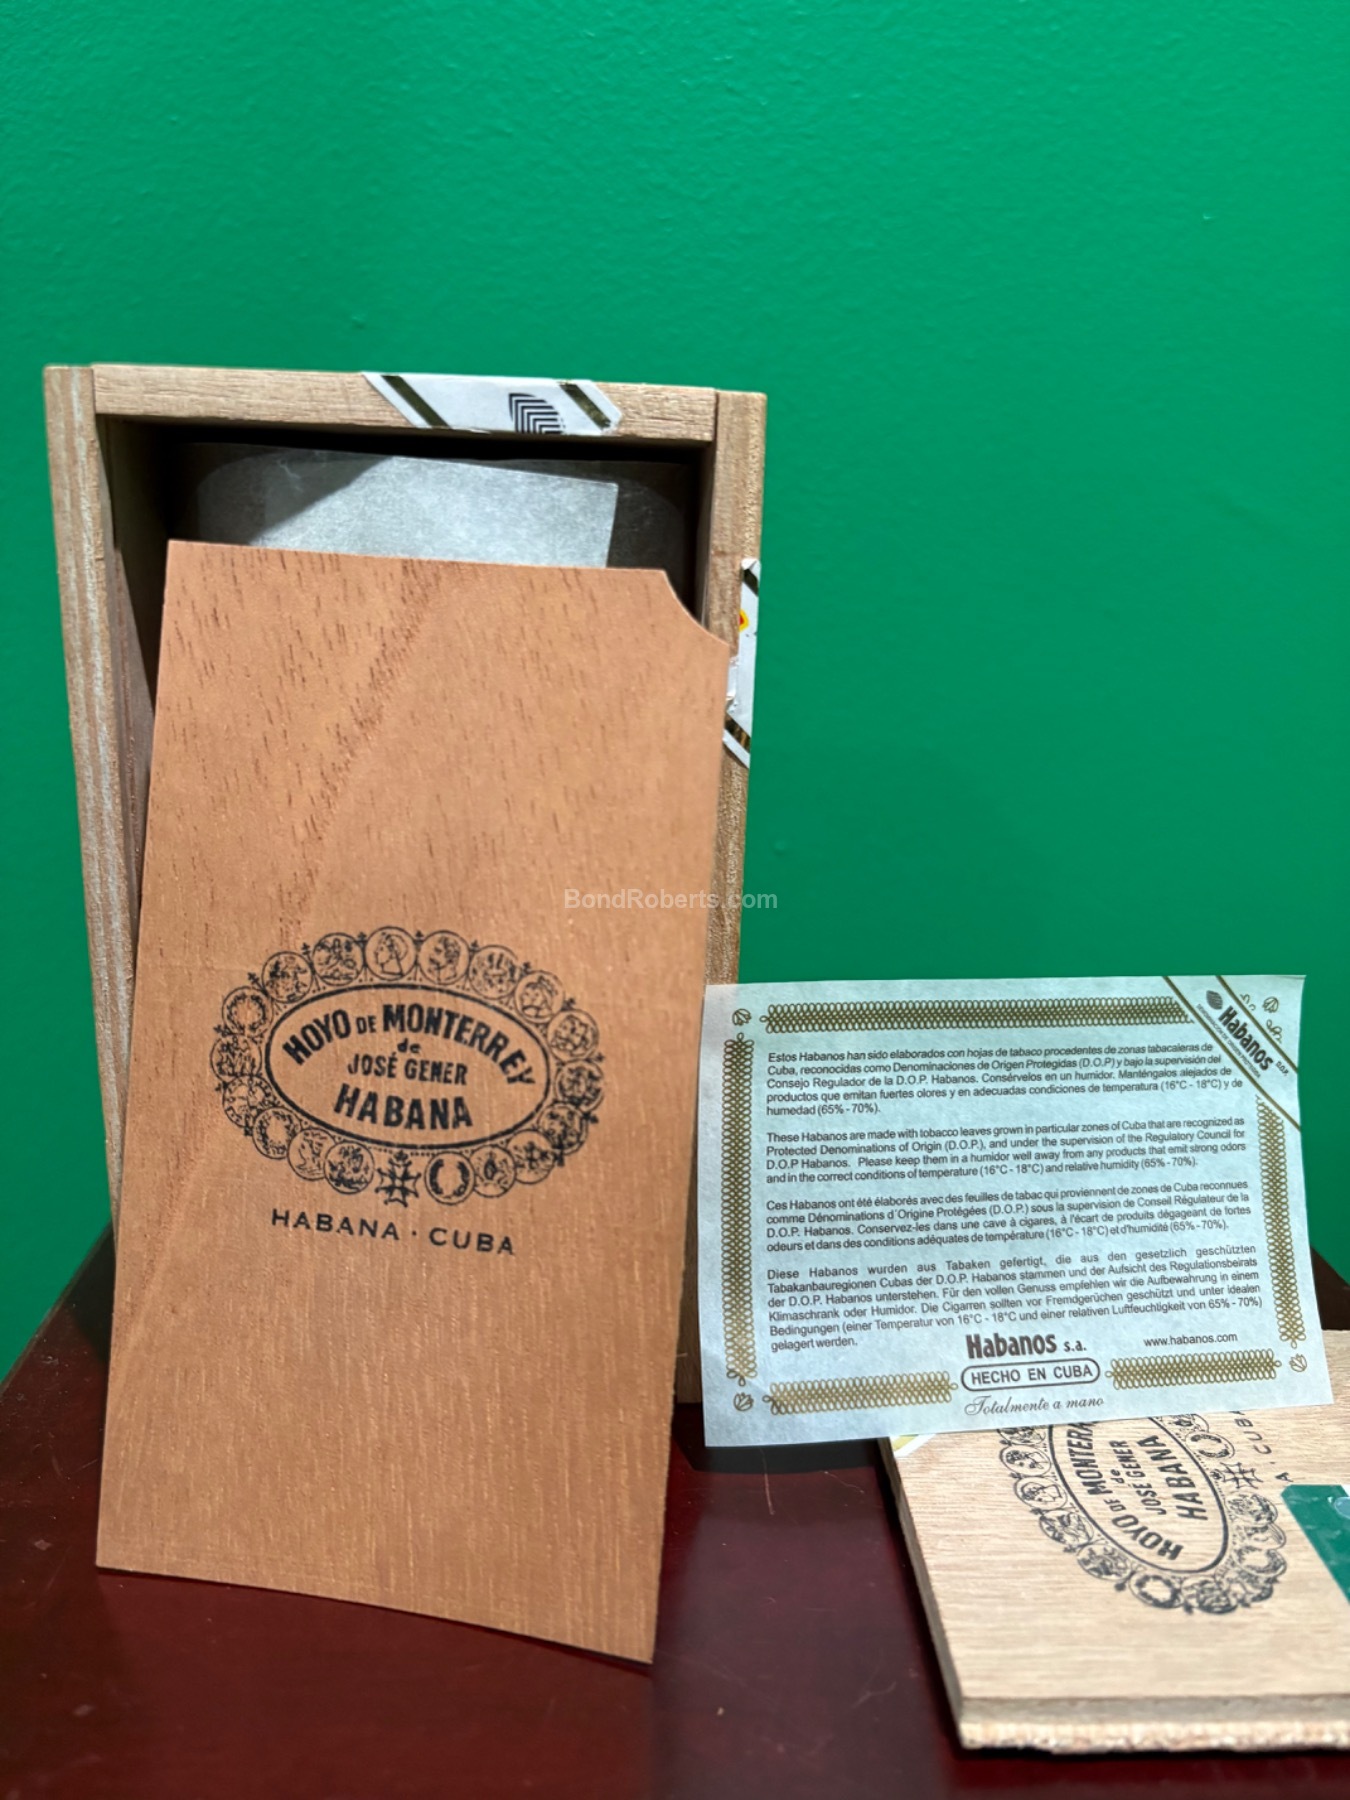 BondRoberts.com
HOYO DE MONTERREY
de
JOSÉ GENER
HABANA
HABANA · CUBA
Habanos
D.O.P.
Estos Habanos han sido elaborados con hojas de tabaco procedentes de zonas tabacaleras de
Cuba, reconocidas como Denominaciones de Origen Protegidas (D.O.P) y bajo la supervisión del
Consejo Regulador de la D.O.P. Habanos. Consérvelos en un humidor. Manténgalos alejados de
productos que emitan fuertes olores y en adecuadas condiciones de temperatura (16°C - 18°C) y de
humedad (65% - 70%).
These Habanos are made with tobacco leaves grown in particular zones of Cuba that are recognized as
Protected Denominations of Origin (D.O.P.), and under the supervision of the Regulatory Council for
D.O.P Habanos. Please keep them in a humidor well away from any products that emit strong odors
and in the correct conditions of temperature (16°C - 18°C) and relative humidity (65% - 70%).
Ces Habanos ont été élaborés avec des feuilles de tabac qui proviennent de zones de Cuba reconnues
comme Dénominations d´Origine Protégées (D.O.P.) sous la supervision de Conseil Régulateur de la
D.O.P. Habanos. Conservez-les dans une cave à cigares, à l'écart de produits dégageant de fortes
odeurs et dans des conditions adéquates de température (16°C - 18°C) et d'humidité (65% - 70%).
Diese Habanos wurden aus Tabaken gefertigt, die aus den gesetzlich geschützten
Tabakanbauregionen Cubas der D.O.P. Habanos stammen und der Aufsicht des Regulationsbeirats
der D.O.P. Habanos unterstehen. Für den vollen Genuss empfehlen wir die Aufbewahrung in einem
Klimaschrank oder Humidor. Die Cigarren sollten vor Fremdgerüchen geschützt und unter idealen
Bedingungen (einer Temperatur von 16°C - 18°C und einer relativen Luftfeuchtigkeit von 65% - 70%)
gelagert werden.
Habanos s.a.
www.habanos.com
HECHO EN CUBA
Totalmente a mano
HOYO DE MONTERR
de
JOSÉ GENER
HABANA
A · CUBA